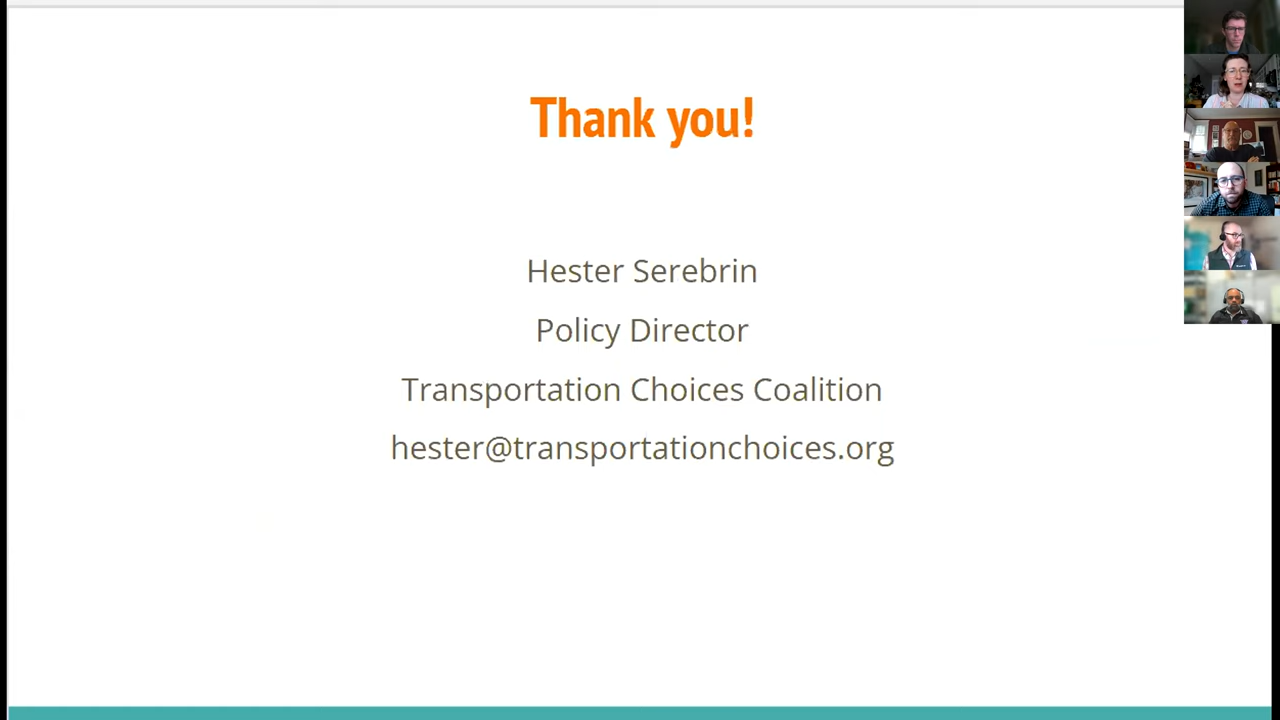 Thank you!
Hester Serebrin
Policy Director
Transportation Choices Coalition
hester@transportationchoices.org